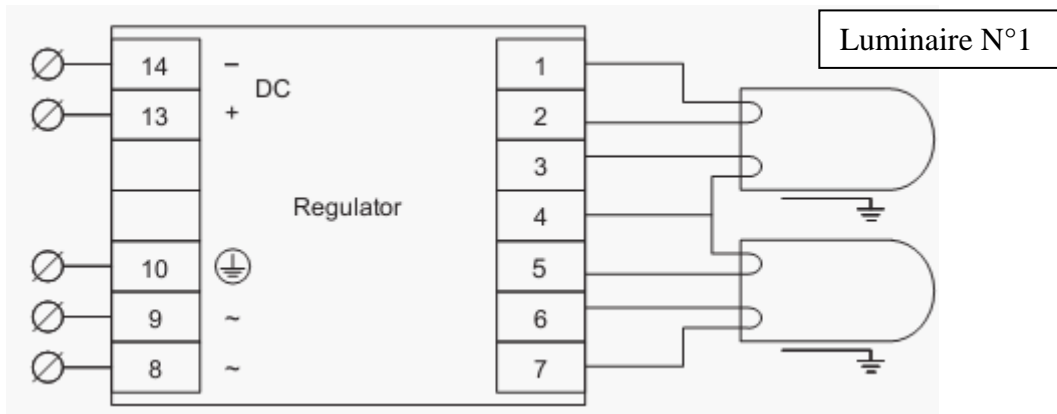 Luminaire N°1
14 – DC 1
13 + 2
3
Regulator 4
10 5
9 ~ 6
8 ~ 7